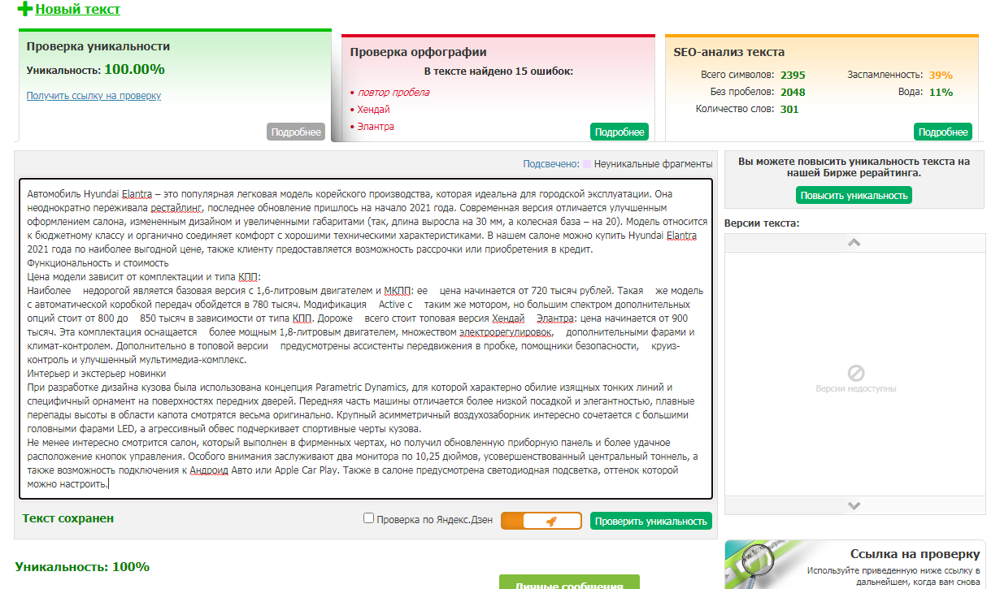 Новый текст
Проверка уникальности
Уникальность: 100.00%
Получить ссылку на проверку
Подробнее
Проверка орфографии
В тексте найдено 15 ошибок:
• повтор пробела
• Хендай
• Элантра
Подробнее
SEO-анализ текста
Всего символов: 2395 Заспамленность: 39%
Без пробелов: 2048 Вода: 11%
Количество слов: 301
Подробнее
Подсвечено: Неуникальные фрагменты
Автомобиль Hyundai Elantra – это популярная легковая модель корейского производства, которая идеальна для городской эксплуатации. Она
неоднократно переживала рестайлинг, последнее обновление пришлось на начало 2021 года. Современная версия отличается улучшенным
оформлением салона, измененным дизайном и увеличенными габаритами (так, длина выросла на 30 мм, а колесная база – на 20). Модель относится
к бюджетному классу и органично соединяет комфорт с хорошими техническими характеристиками. В нашем салоне можно купить Hyundai Elantra
2021 года по наиболее выгодной цене, также клиенту предоставляется возможность рассрочки или приобретения в кредит.
Функциональность и стоимость
Цена модели зависит от комплектации и типа КПП:
Наиболее недорогой является базовая версия с 1,6-литровым двигателем и МКПП: ее цена начинается от 720 тысяч рублей. Такая же модель
с автоматической коробкой передач обойдется в 780 тысяч. Модификация Active с таким же мотором, но большим спектром дополнительных
опций стоит от 800 до 850 тысяч в зависимости от типа КПП. Дороже всего стоит топовая версия Хендай Элантра: цена начинается от 900
тысяч. Эта комплектация оснащается более мощным 1,8-литровым двигателем, множеством электрорегулировок, дополнительными фарами и
климат-контролем. Дополнительно в топовой версии предусмотрены ассистенты передвижения в пробке, помощники безопасности, круиз-
контроль и улучшенный мультимедиа-комплекс.
Интерьер и экстерьер новинки
При разработке дизайна кузова была использована концепция Parametric Dynamics, для которой характерно обилие изящных тонких линий и
специфичный орнамент на поверхностях передних дверей. Передняя часть машины отличается более низкой посадкой и элегантностью, плавные
перепады высоты в области капота смотрятся весьма оригинально. Крупный асимметричный воздухозаборник интересно сочетается с большими
головными фарами LED, а агрессивный обвес подчеркивает спортивные черты кузова.
Не менее интересно смотрится салон, который выполнен в фирменных чертах, но получил обновленную приборную панель и более удачное
расположение кнопок управления. Особого внимания заслуживают два монитора по 10,25 дюймов, усовершенствованный центральный тоннель, а
также возможность подключения к Андроид Авто или Apple Car Play. Также в салоне предусмотрена светодиодная подсветка, оттенок которой
можно настроить.
Текст сохранен
Проверка по Яндекс.Дзен
Проверить уникальность
Уникальность: 100%
Личные сообщения
Вы можете повысить уникальность текста на
нашей Бирже рерайтинга.
Повысить уникальность
Версии текста:
Версии недоступны
Ссылка на проверку
Используйте приведенную ниже ссылку в
дальнейшем, когда вам снова